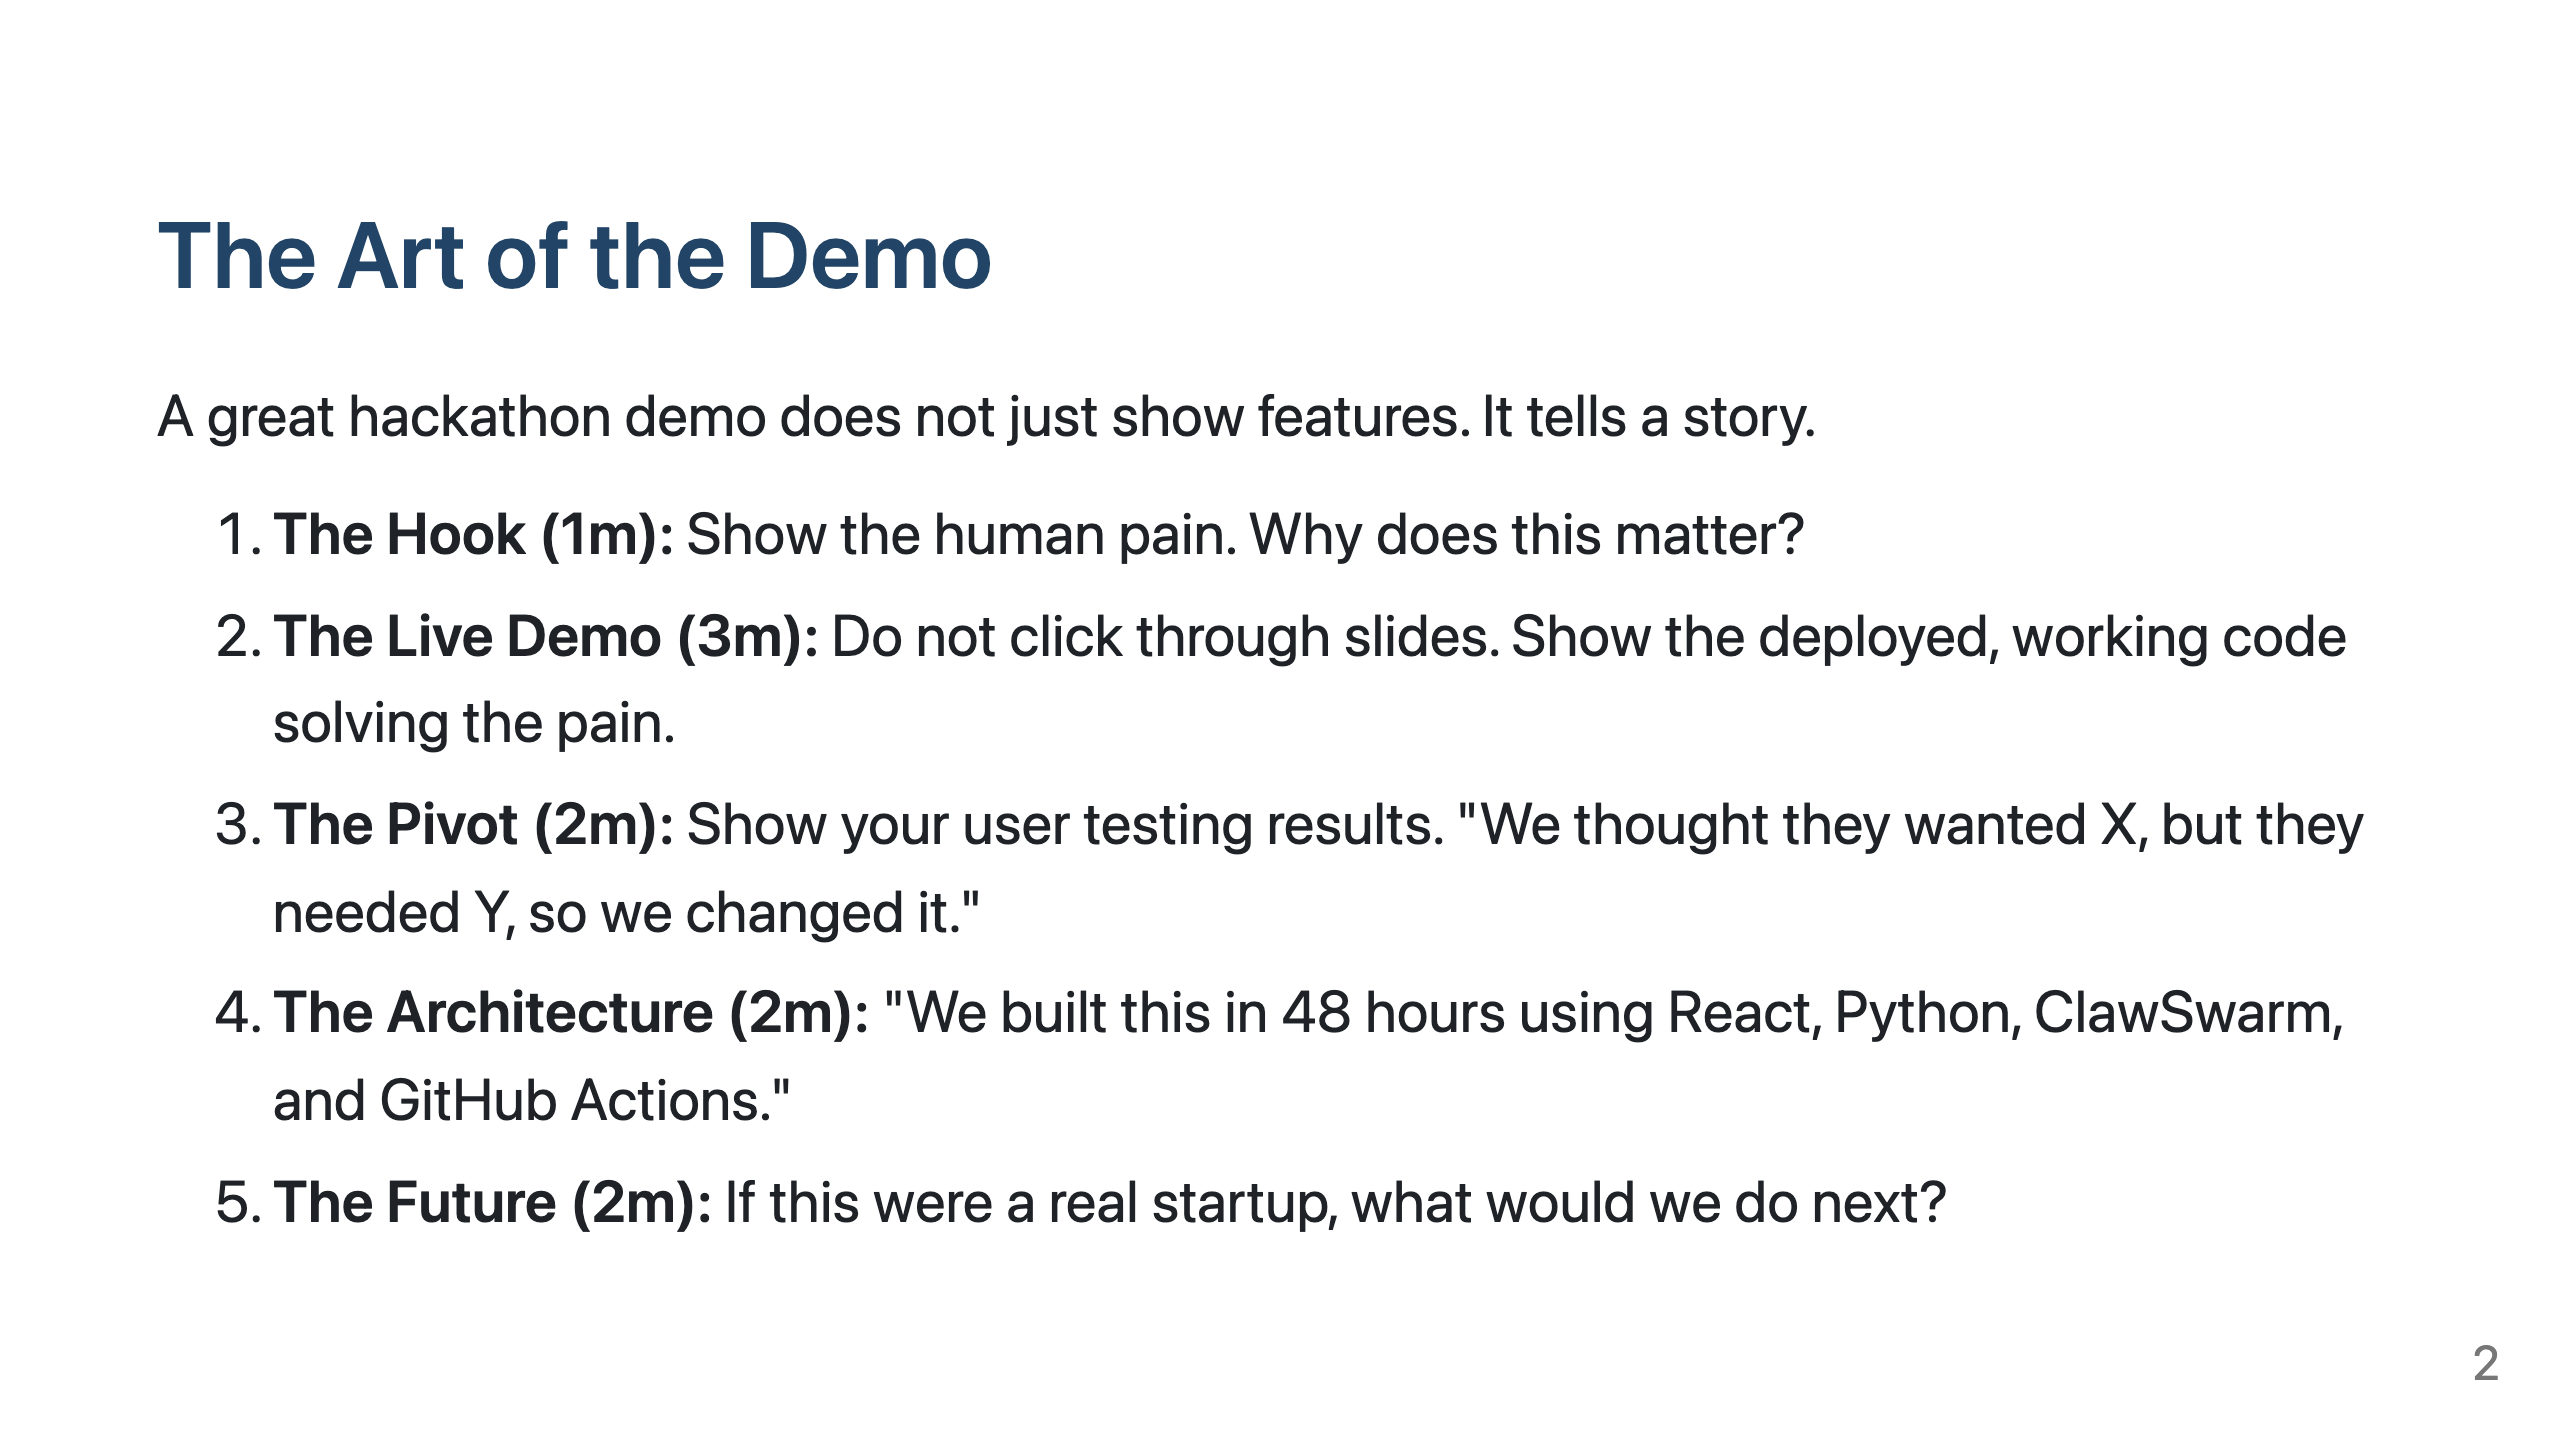 The Art of the Demo
A great hackathon demo does not just show features. It tells a story.
1. The Hook (1m): Show the human pain. Why does this matter?
2. The Live Demo (3m): Do not click through slides. Show the deployed, working code
solving the pain.
3. The Pivot (2m): Show your user testing results. "We thought they wanted X, but they
needed Y, so we changed it."
4. The Architecture (2m): "We built this in 48 hours using React, Python, ClawSwarm,
and GitHub Actions."
5. The Future (2m): If this were a real startup, what would we do next?
2